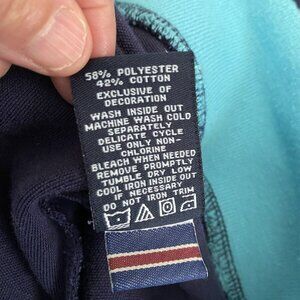 58% POLYESTER
42% COTTON
EXCLUSIVE OF
DECORATION
WASH INSIDE OUT
MACHINE WASH COLD
SEPARATELY
DELICATE CYCLE
USE ONLY NON-
CHLORINE
BLEACH WHEN NEEDED
REMOVE PROMPTLY
TUMBLE DRY LOW
COOL IRON INSIDE OUT
IF NECESSARY
DO NOT IRON TRIM